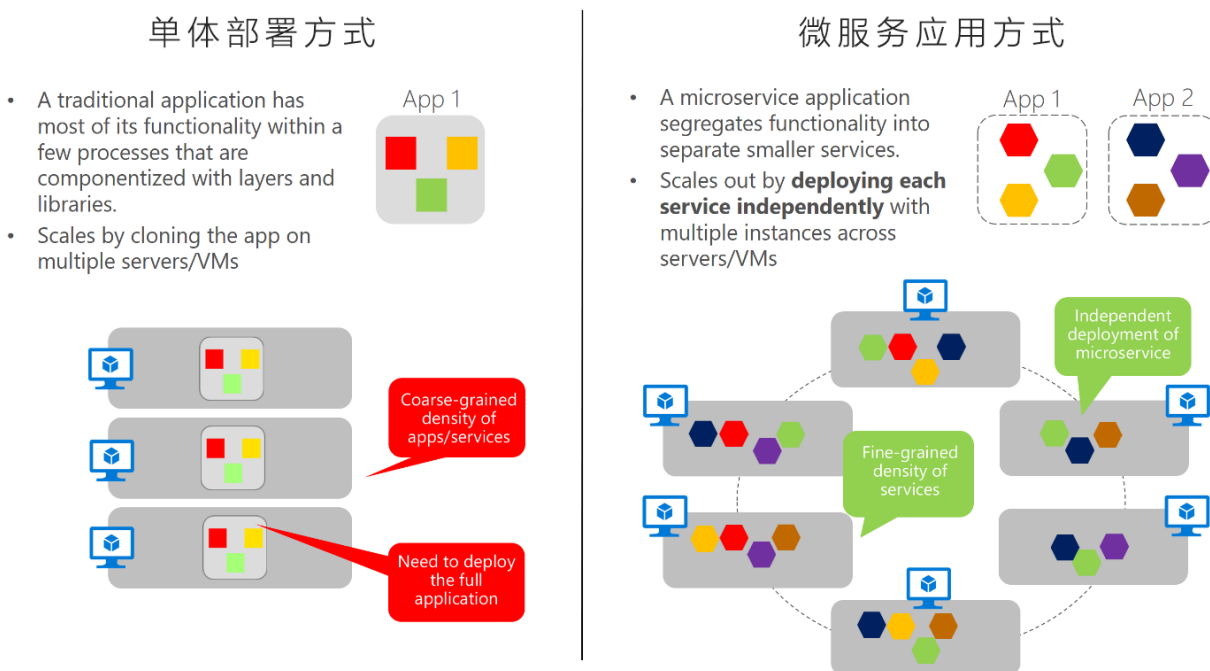 单体部署方式
• A traditional application has
most of its functionality within a
few processes that are
componentized with layers and
libraries.
• Scales by cloning the app on
multiple servers/VMs
App 1
Coarse-grained
density of
apps/services
Need to deploy
the full
application
微服务应用方式
• A microservice application
segregates functionality into
separate smaller services.
• Scales out by deploying each
service independently with
multiple instances across
servers/VMs
App 1
App 2
Independent
deployment of
microservice
Fine-grained
density of
services